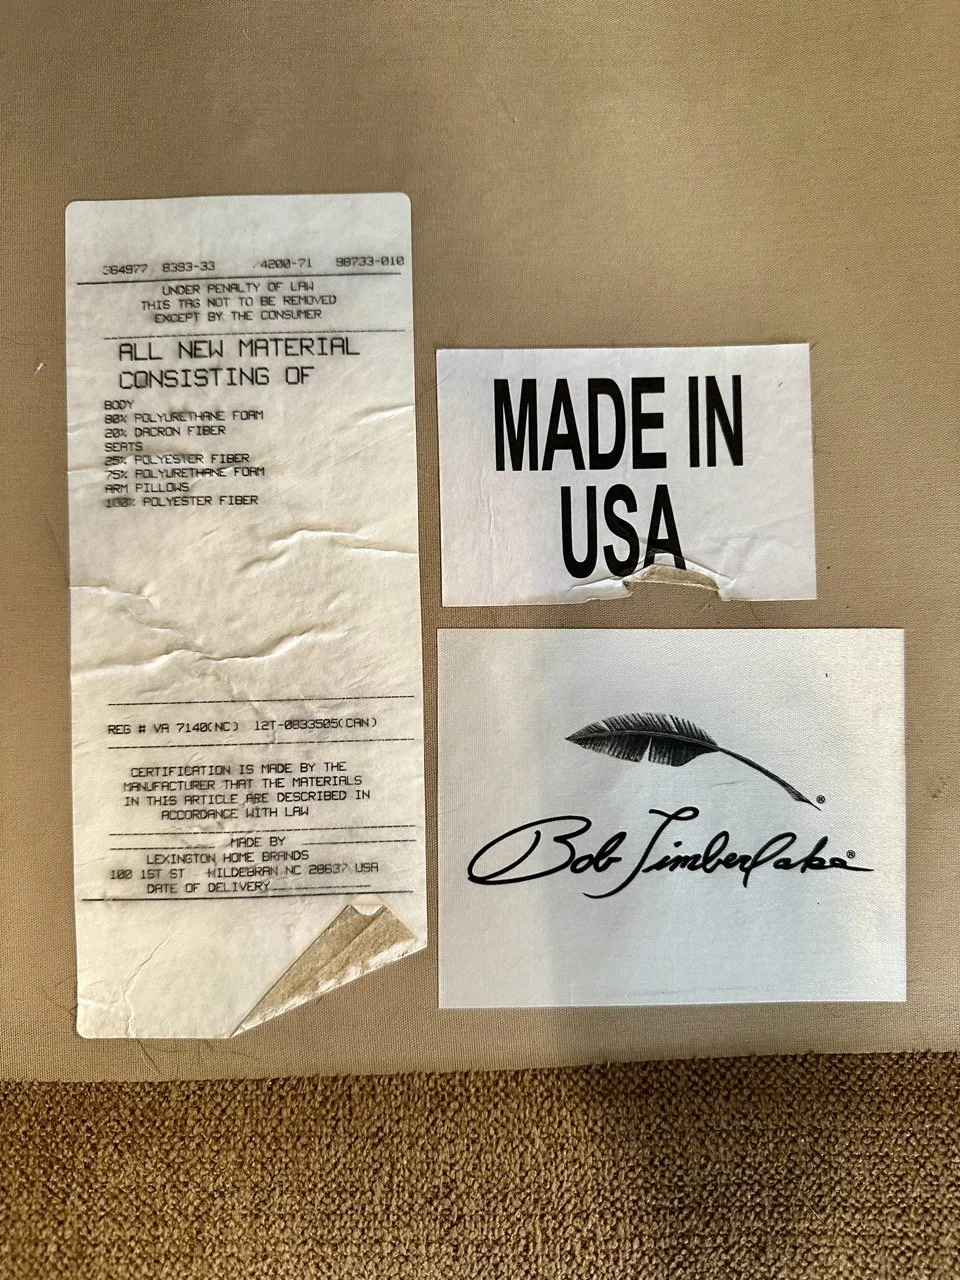 364977 8393-33 4200-71 98733-010
UNDER PENALTY OF LAW
THIS TAG NOT TO BE REMOVED
EXCEPT BY THE CONSUMER
ALL NEW MATERIAL
CONSISTING OF
BODY
80% POLYURETHANE FOAM
20% DACRON FIBER
SEATS
25% POLYESTER FIBER
75% POLYURETHANE FOAM
ARM PILLOWS
100% POLYESTER FIBER
REG # VA 7140(NC) 12T-0833505(CAN)
CERTIFICATION IS MADE BY THE
MANUFACTURER THAT THE MATERIALS
IN THIS ARTICLE ARE DESCRIBED IN
ACCORDANCE WITH LAW
MADE BY
LEXINGTON HOME BRANDS
100 1ST ST HILDEBRAN NC 28637 USA
DATE OF DELIVERY
MADE IN
USA
®
Bob Timberlake®